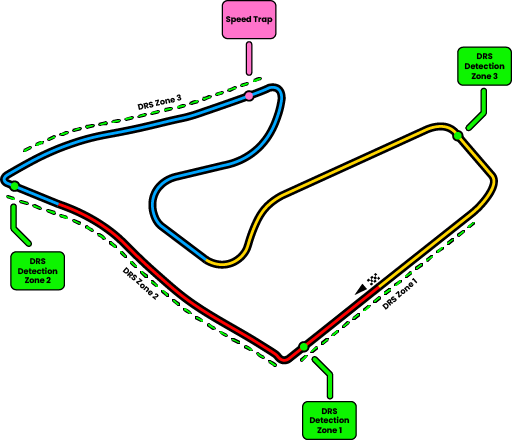 Speed Trap
DRS
Detection
Zone 3
DRS Zone 3
DRS
Detection
Zone 2
DRS Zone 2
DRS Zone 1
DRS
Detection
Zone 1